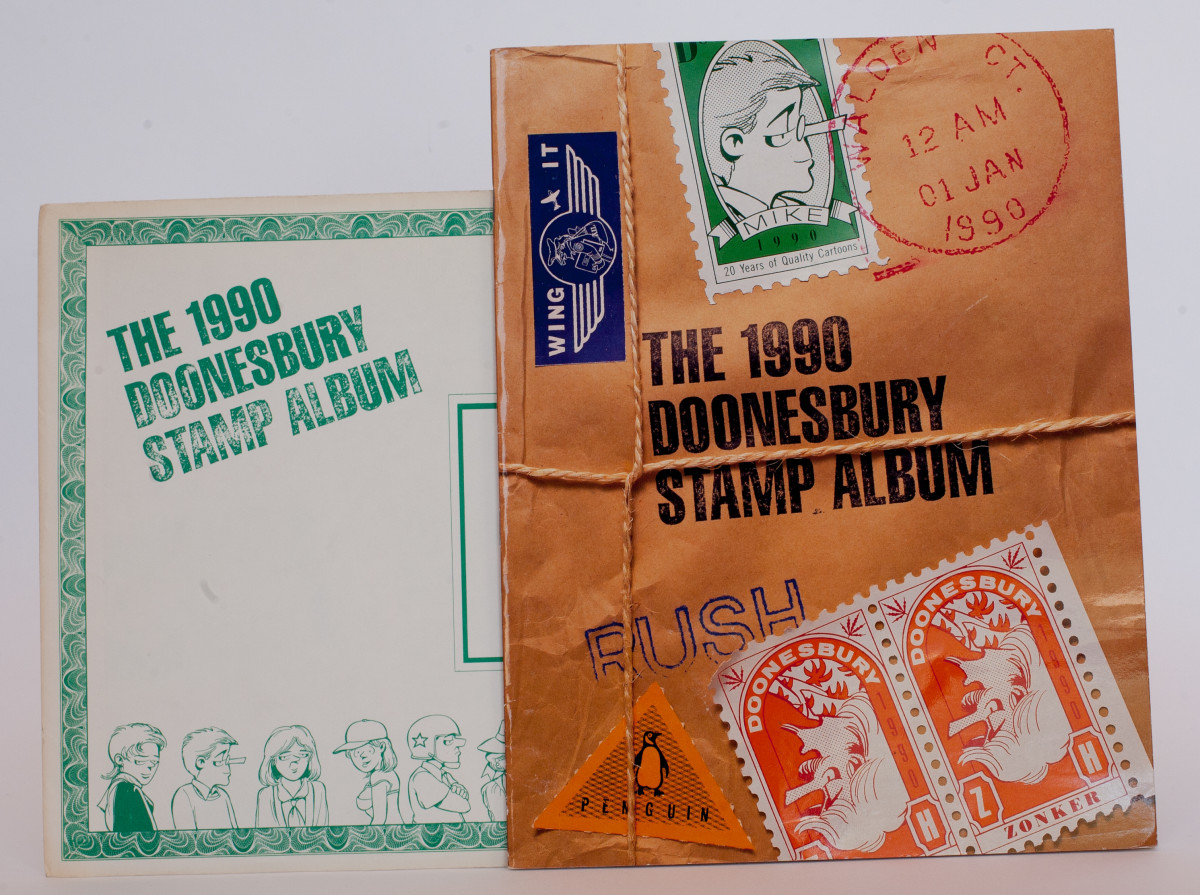 THE 1990
DOONESBURY
STAMP ALBUM
WING IT
MIKE
1990
20 Years of Quality Cartoons
WALDEN CT.
12 AM
01 JAN
1990
THE 1990
DOONESBURY
STAMP ALBUM
RUSH
PENGUIN
DOONESBURY
1990
H
DOONESBURY
1990
Z H
ZONKER